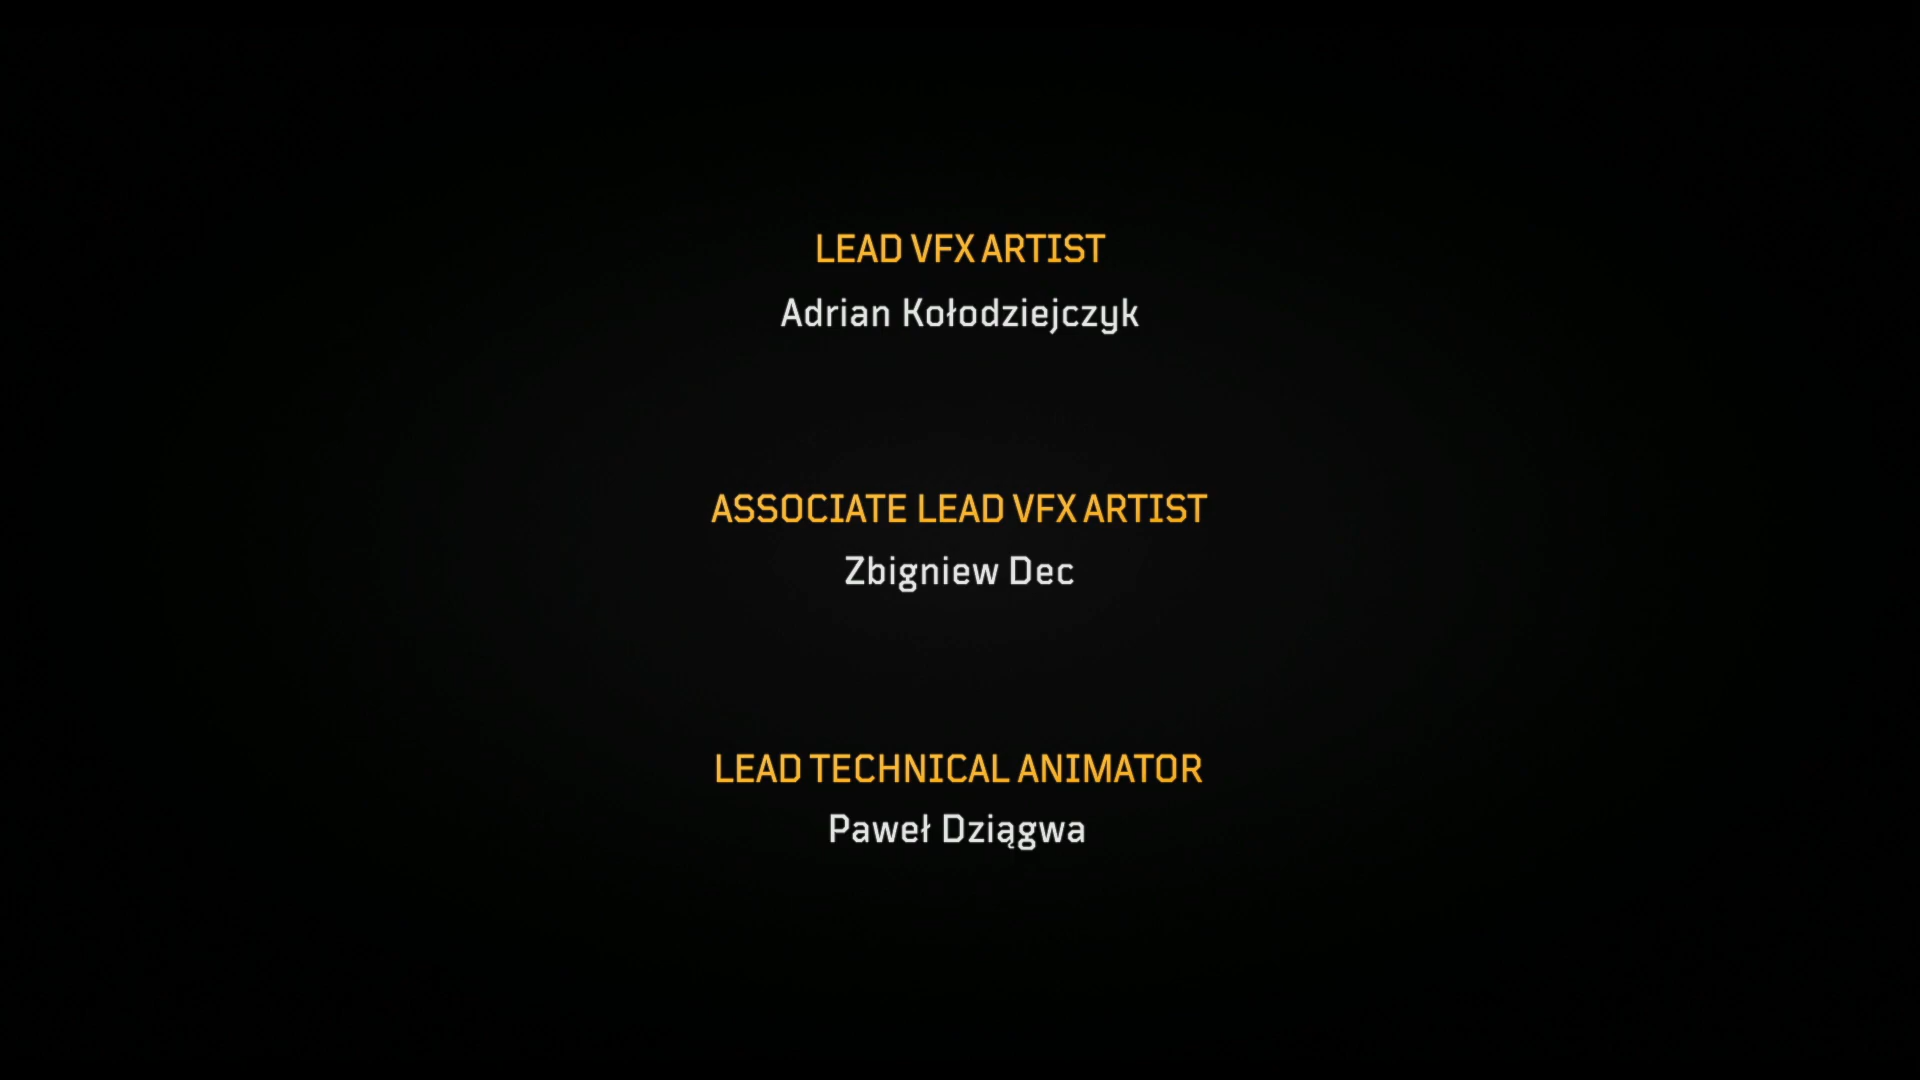 LEAD VFX ARTIST
Adrian Kołodziejczyk
ASSOCIATE LEAD VFX ARTIST
Zbigniew Dec
LEAD TECHNICAL ANIMATOR
Paweł Dziągwa